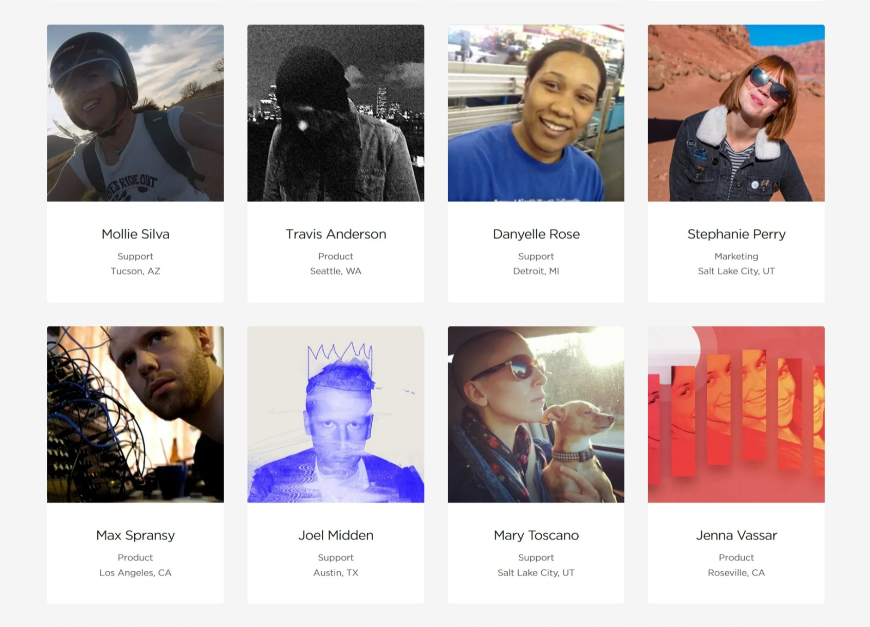 Mollie Silva
Support
Tucson, AZ
Travis Anderson
Product
Seattle, WA
Danyelle Rose
Support
Detroit, MI
Stephanie Perry
Marketing
Salt Lake City, UT
Max Spransy
Product
Los Angeles, CA
Joel Midden
Support
Austin, TX
Mary Toscano
Support
Salt Lake City, UT
Jenna Vassar
Product
Roseville, CA